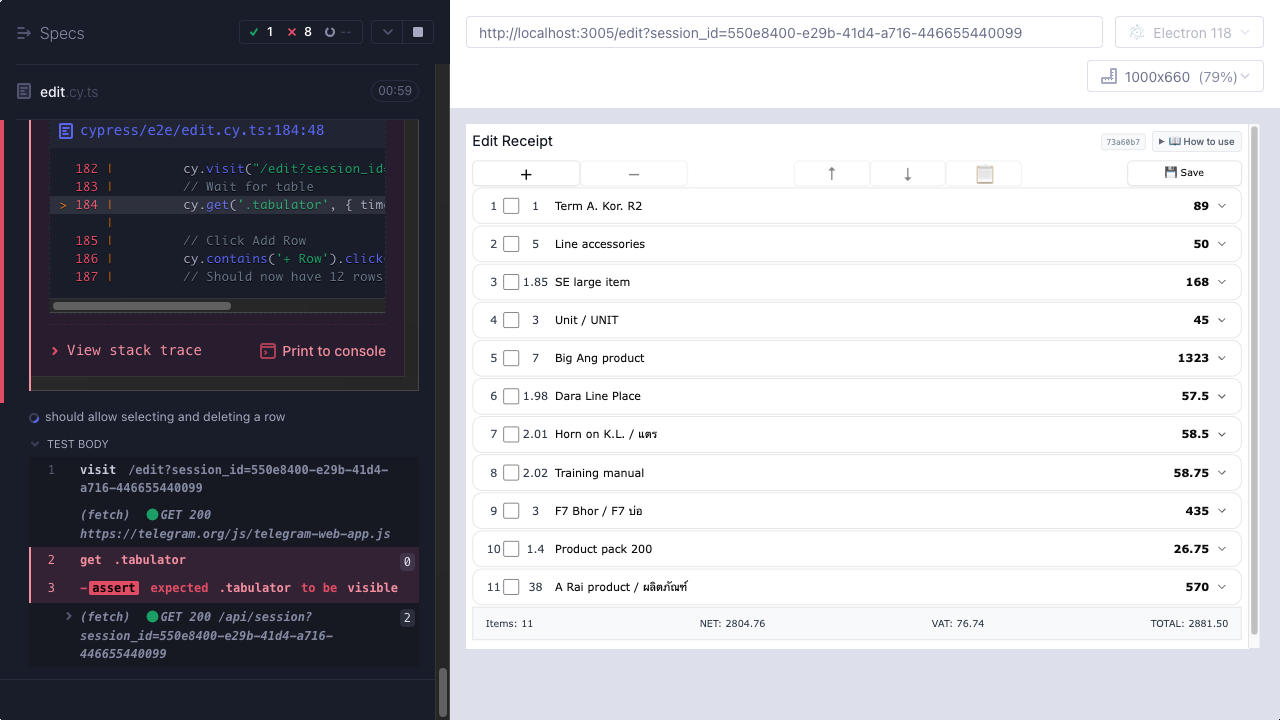 Specs
1
8
--
edit.cy.ts
00:59
cypress/e2e/edit.cy.ts:184:48
182 | cy.visit("/edit?session_id=
183 | // Wait for table
> 184 | cy.get('.tabulator', { time
|
185 | // Click Add Row
186 | cy.contains('+ Row').click
187 | // Should now have 12 rows
View stack trace
Print to console
should allow selecting and deleting a row
TEST BODY
1 visit /edit?session_id=550e8400-e29b-41d4-
a716-446655440099
(fetch) GET 200
https://telegram.org/js/telegram-web-app.js
2 get .tabulator 0
3 -assert expected .tabulator to be visible
(fetch) GET 200 /api/session? 2
session_id=550e8400-e29b-41d4-a716-
446655440099
http://localhost:3005/edit?session_id=550e8400-e29b-41d4-a716-446655440099
Electron 118
1000x660 (79%)
Edit Receipt
73a60b7
▶ 📖 How to use
+
−
↑
↓
💾 Save
1 1 Term A. Kor. R2 89
2 5 Line accessories 50
3 1.85 SE large item 168
4 3 Unit / UNIT 45
5 7 Big Ang product 1323
6 1.98 Dara Line Place 57.5
7 2.01 Horn on K.L. / แตร 58.5
8 2.02 Training manual 58.75
9 3 F7 Bhor / F7 บ่อ 435
10 1.4 Product pack 200 26.75
11 38 A Rai product / ผลิตภัณฑ์ 570
Items: 11 NET: 2804.76 VAT: 76.74 TOTAL: 2881.50